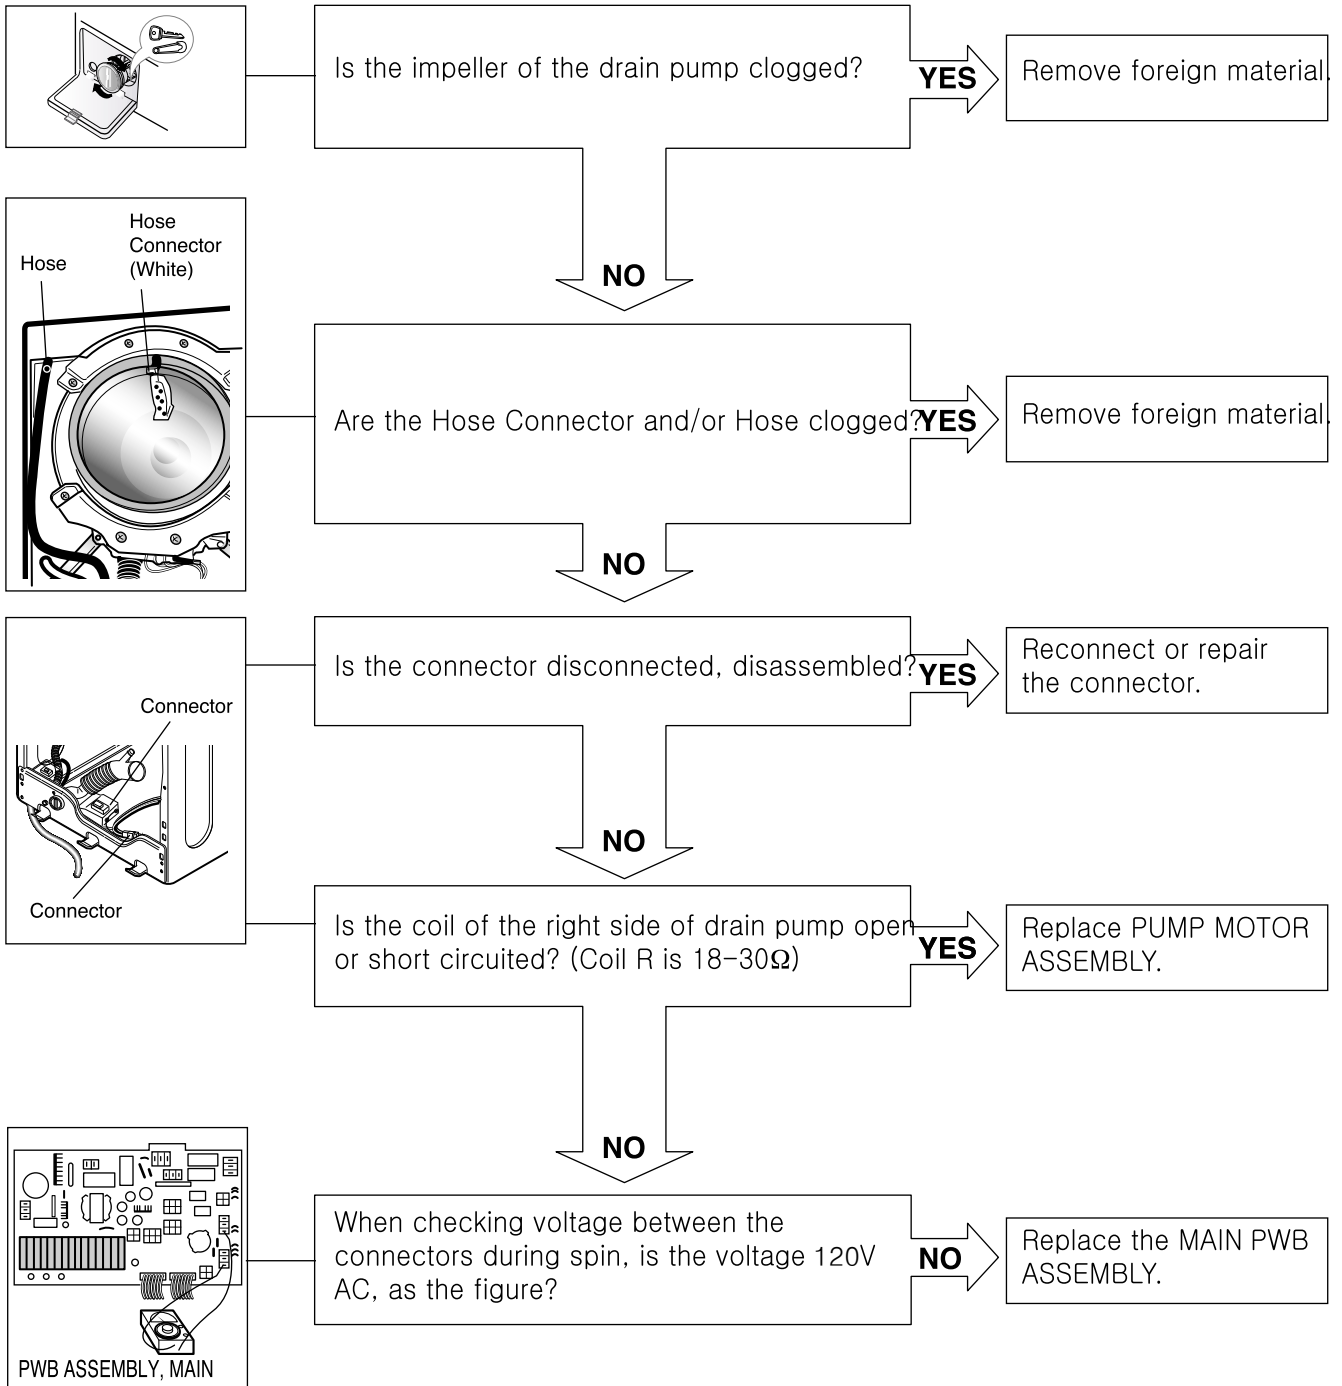 Is the impeller of the drain pump clogged?
YES
Remove foreign material.
NO
Hose
Hose
Connector
(White)
Are the Hose Connector and/or Hose clogged?
YES
Remove foreign material.
NO
Connector
Connector
Is the connector disconnected, disassembled?
YES
Reconnect or repair
the connector.
NO
Is the coil of the right side of drain pump open
or short circuited? (Coil R is 18-30Ω)
YES
Replace PUMP MOTOR
ASSEMBLY.
NO
PWB ASSEMBLY, MAIN
When checking voltage between the
connectors during spin, is the voltage 120V
AC, as the figure?
NO
Replace the MAIN PWB
ASSEMBLY.